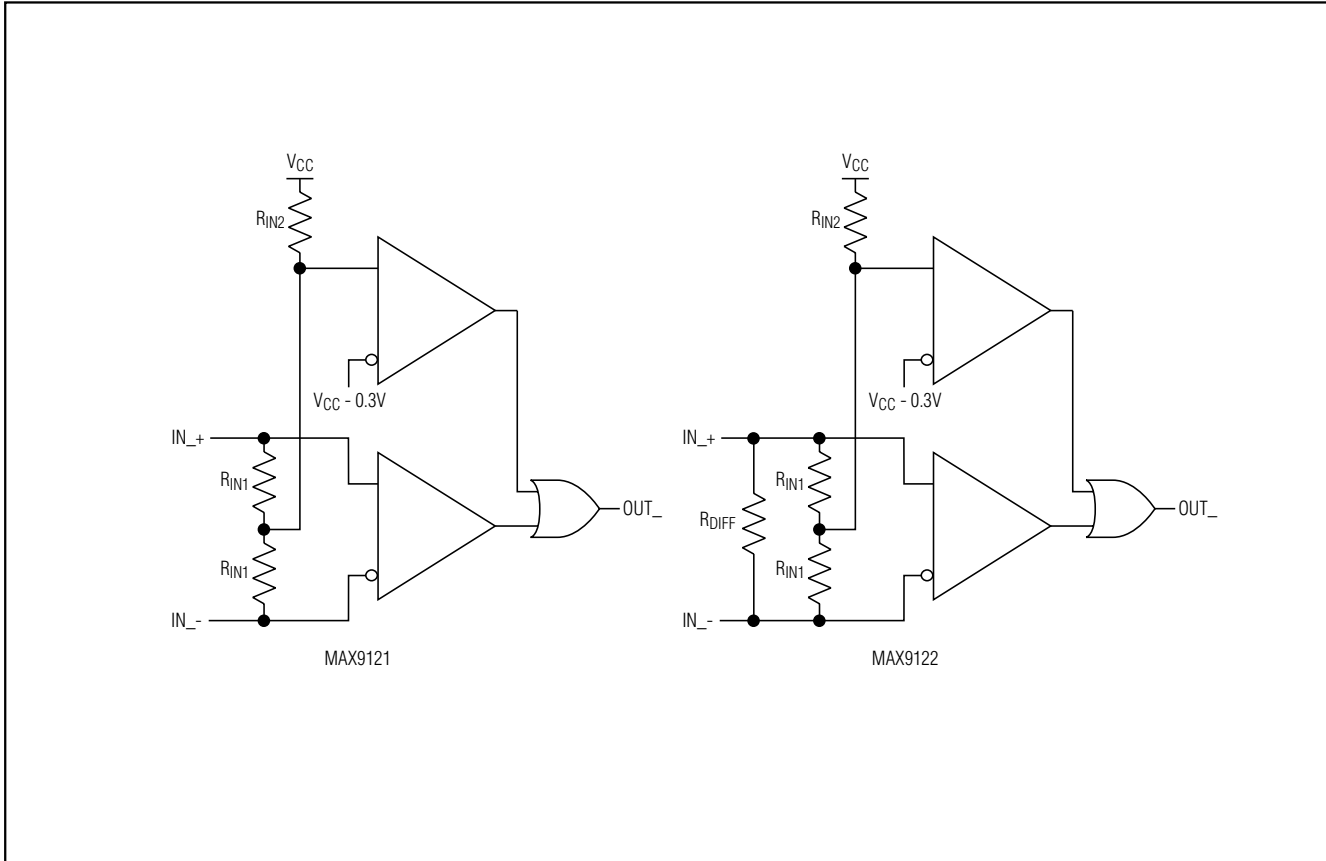 VCC
RIN2
VCC - 0.3V
IN_+
RIN1
RIN1
IN_-
OUT_
MAX9121
VCC
RIN2
VCC - 0.3V
IN_+
RIN1
RDIFF
RIN1
IN_-
OUT_
MAX9122